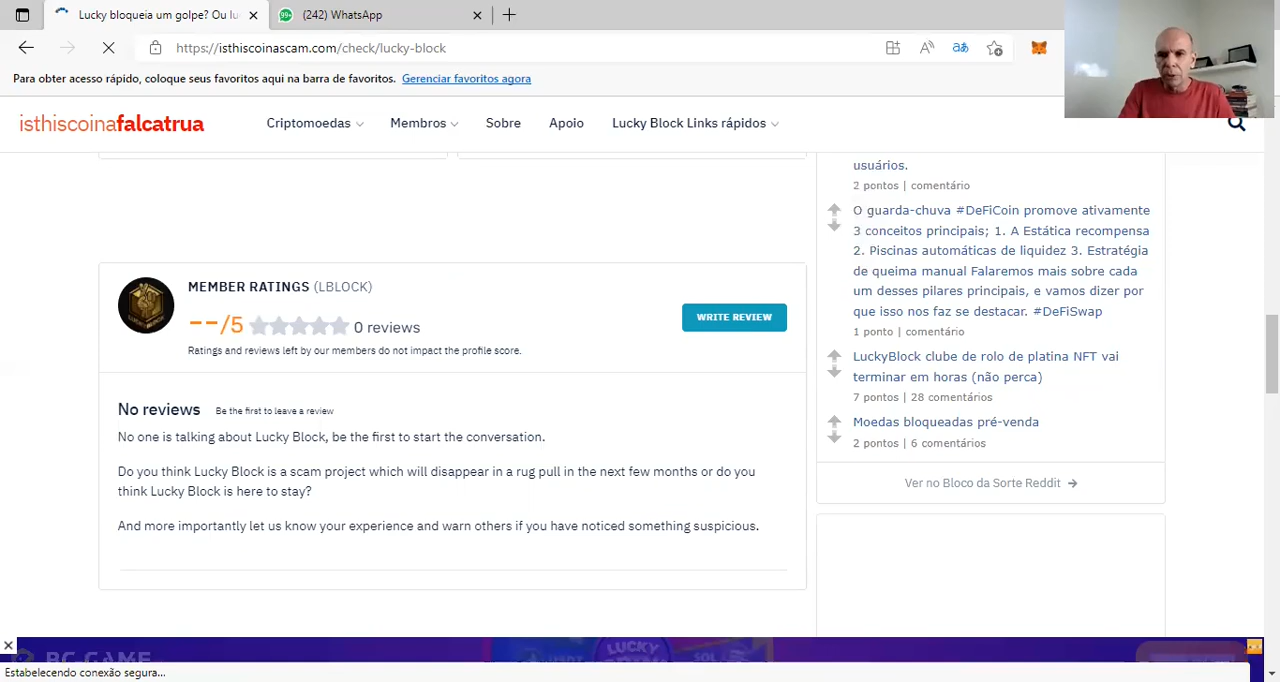 Lucky bloqueia um golpe? Ou lu
99+
(242) WhatsApp
https://isthiscoinascam.com/check/lucky-block
Para obter acesso rápido, coloque seus favoritos aqui na barra de favoritos. Gerenciar favoritos agora
isthiscoinafalcatrua
Criptomoedas
Membros
Sobre
Apoio
Lucky Block Links rápidos
MEMBER RATINGS (LBLOCK)
--/5
0 reviews
Ratings and reviews left by our members do not impact the profile score.
WRITE REVIEW
No reviews Be the first to leave a review
No one is talking about Lucky Block, be the first to start the conversation.
Do you think Lucky Block is a scam project which will disappear in a rug pull in the next few months or do you
think Lucky Block is here to stay?
And more importantly let us know your experience and warn others if you have noticed something suspicious.
usuários.
2 pontos | comentário
O guarda-chuva #DeFiCoin promove ativamente
3 conceitos principais; 1. A Estática recompensa
2. Piscinas automáticas de liquidez 3. Estratégia
de queima manual Falaremos mais sobre cada
um desses pilares principais, e vamos dizer por
que isso nos faz se destacar. #DeFiSwap
1 ponto | comentário
LuckyBlock clube de rolo de platina NFT vai
terminar em horas (não perca)
7 pontos | 28 comentários
Moedas bloqueadas pré-venda
2 pontos | 6 comentários
Ver no Bloco da Sorte Reddit →
BC.GAME
LUCKY
SOL
Estabelecendo conexão segura...